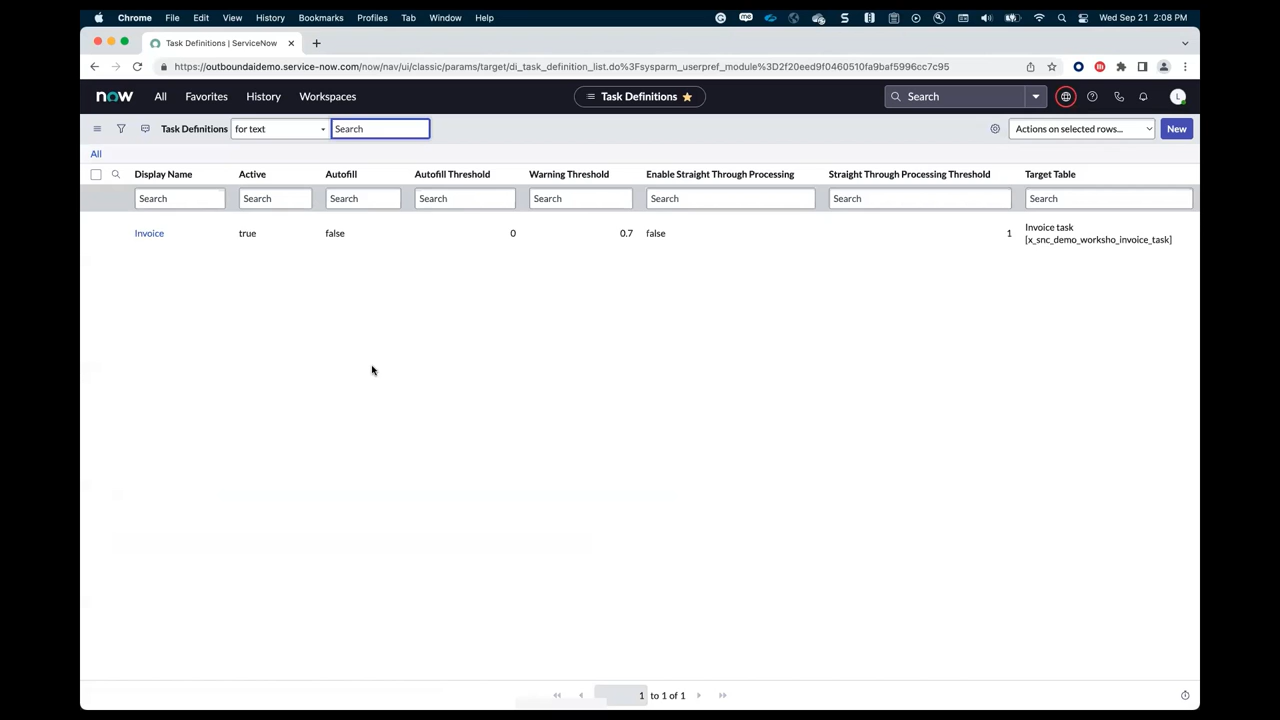 Chrome File Edit View History Bookmarks Profiles Tab Window Help Wed Sep 21 2:08 PM
Task Definitions | ServiceNow
https://outboundaidemo.service-now.com/now/nav/ui/classic/params/target/di_task_definition_list.do%3Fsysparm_userpref_module%3D2f20eed9f0460510fa9baf5996cc7c95
now All Favorites History Workspaces Task Definitions Search L
Task Definitions for text Search Actions on selected rows... New
All
Display Name Active Autofill Autofill Threshold Warning Threshold Enable Straight Through Processing Straight Through Processing Threshold Target Table
Search Search Search Search Search Search Search Search
Invoice true false 0 0.7 false 1 Invoice task
[x_snc_demo_worksho_invoice_task]
1 to 1 of 1